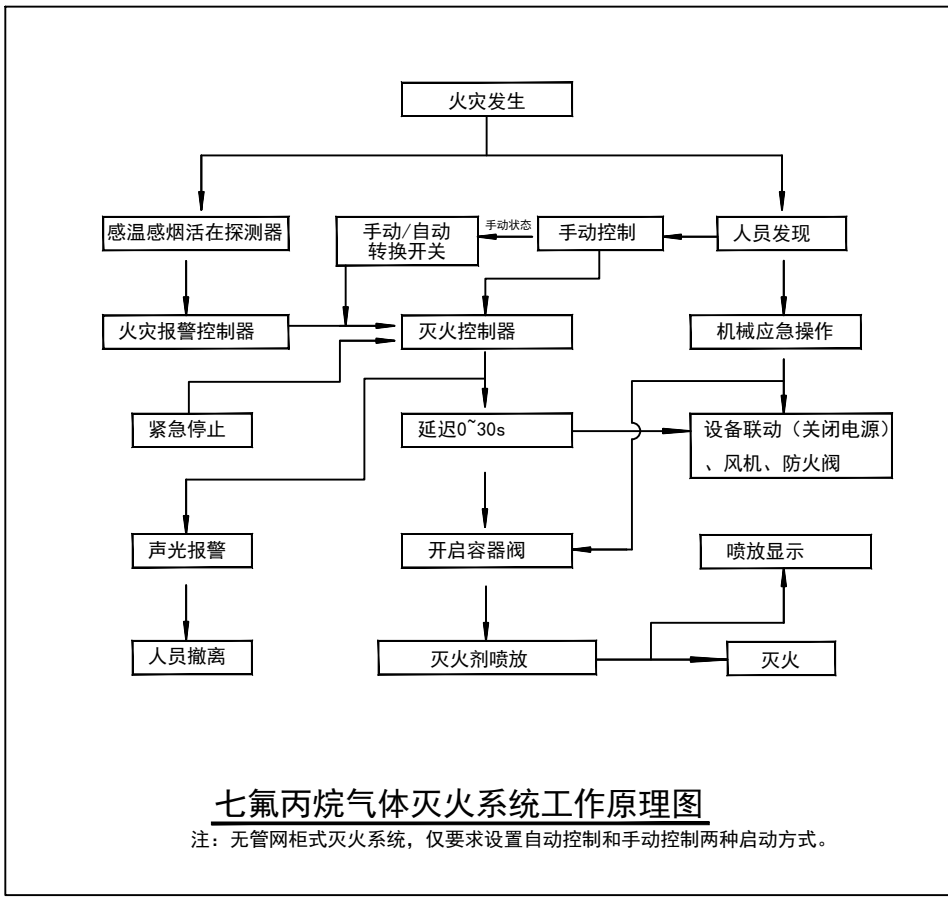 火灾发生
感温感烟活在探测器
手动/自动
转换开关
手动状态
手动控制
人员发现
火灾报警控制器
灭火控制器
机械应急操作
紧急停止
延迟0~30s
设备联动（关闭电源）
、风机、防火阀
声光报警
开启容器阀
喷放显示
人员撤离
灭火剂喷放
灭火
七氟丙烷气体灭火系统工作原理图
注：无管网柜式灭火系统，仅要求设置自动控制和手动控制两种启动方式。